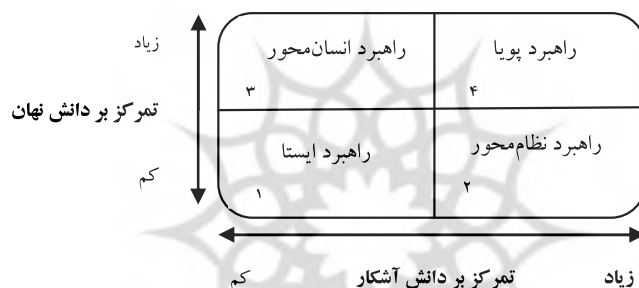 زیاد
راهبرد انسان‌محور
راهبرد پویا
۳
۴
تمرکز بر دانش نهان
راهبرد ایستا
راهبرد نظام‌محور
کم
۱
۲
زیاد
تمرکز بر دانش آشکار
کم